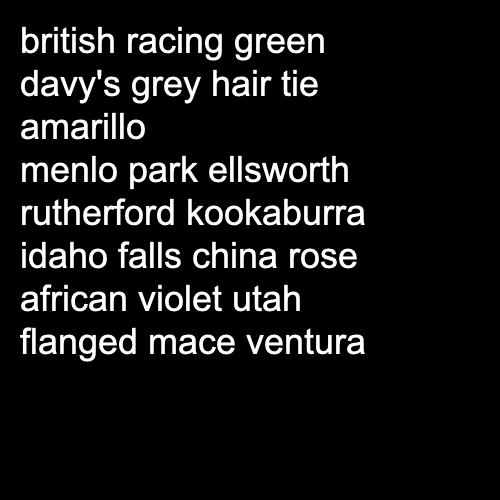 british racing green
davy's grey hair tie
amarillo
menlo park ellsworth
rutherford kookaburra
idaho falls china rose
african violet utah
flanged mace ventura